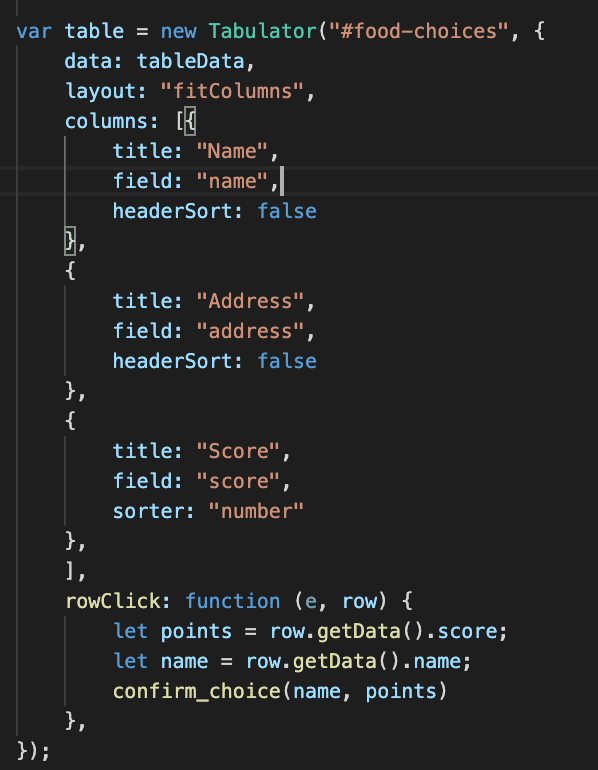 var table = new Tabulator("#food-choices", {
    data: tableData,
    layout: "fitColumns",
    columns: [{
        title: "Name",
        field: "name",
        headerSort: false
    },
    {
        title: "Address",
        field: "address",
        headerSort: false
    },
    {
        title: "Score",
        field: "score",
        sorter: "number"
    },
    ],
    rowClick: function (e, row) {
        let points = row.getData().score;
        let name = row.getData().name;
        confirm_choice(name, points)
    },
});